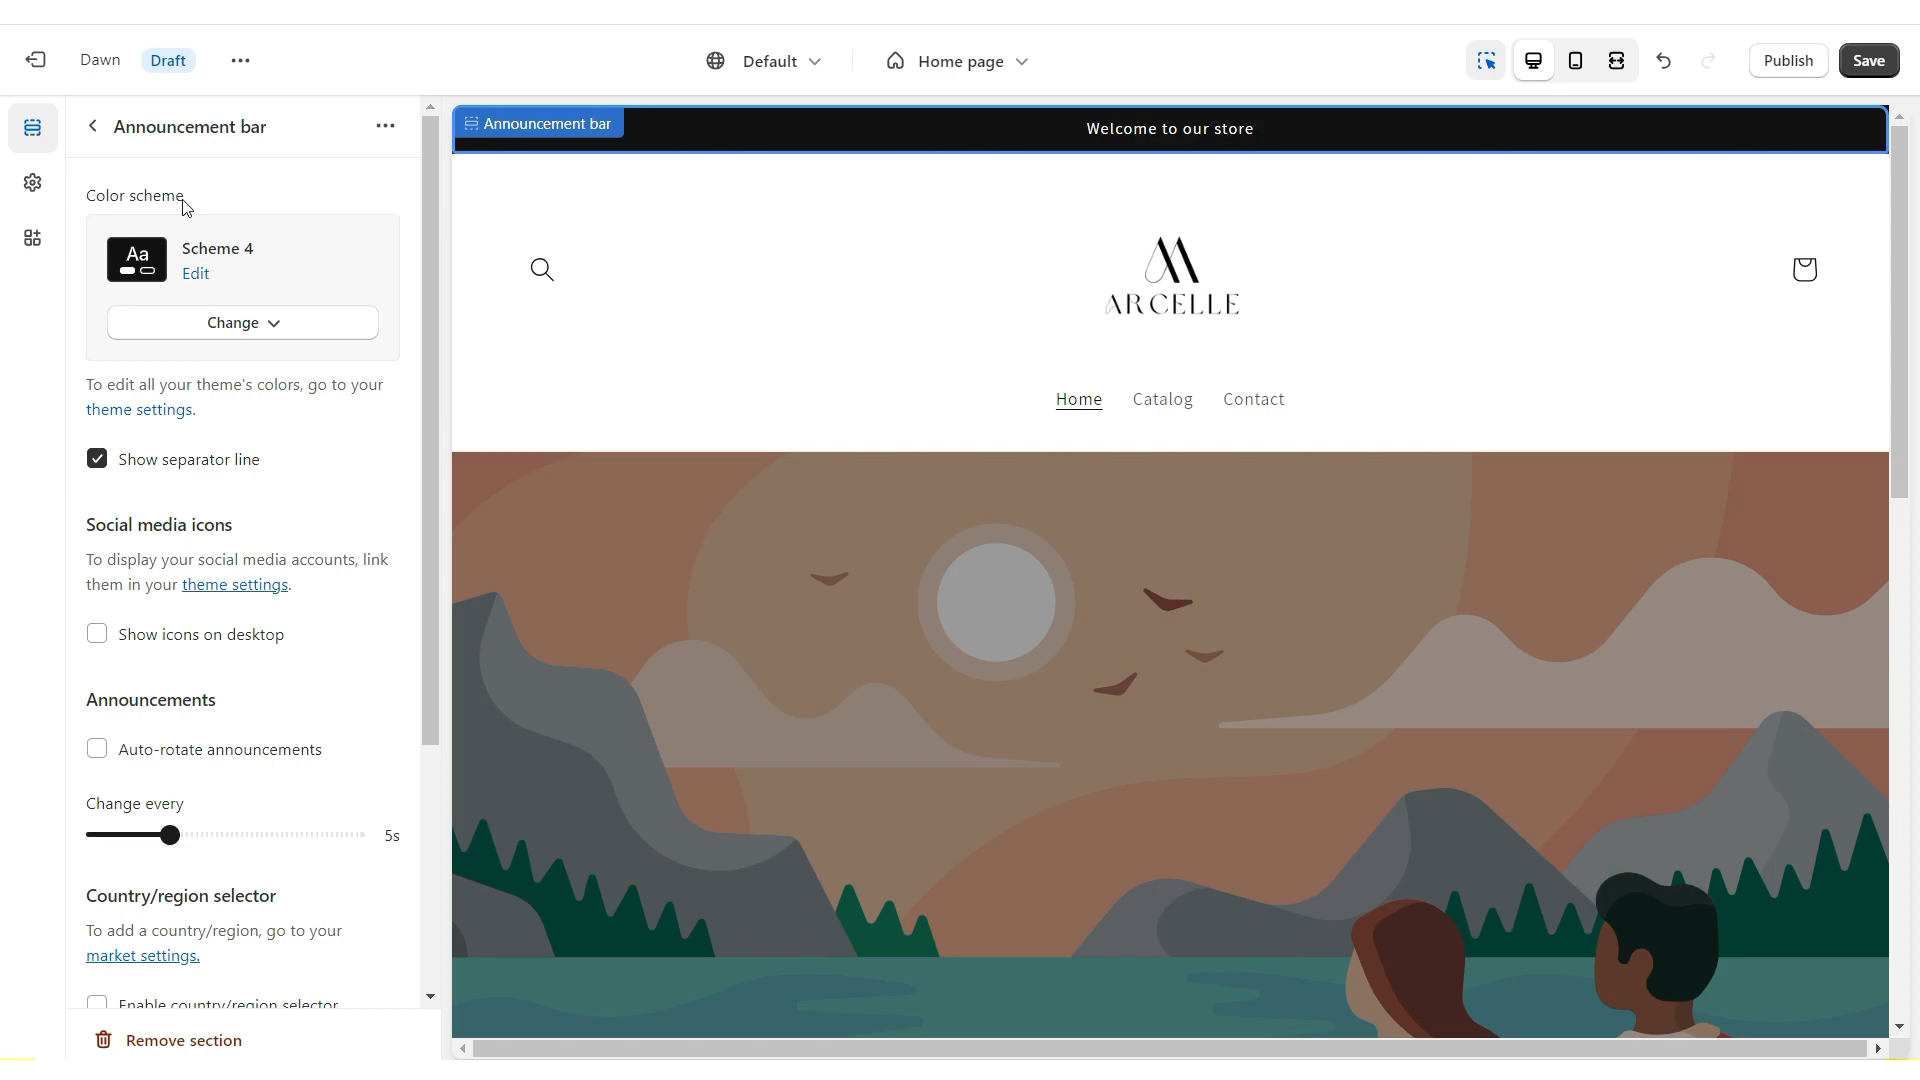 Dawn Draft Default Home page Publish Save
Announcement bar
Color scheme
Aa
Scheme 4
Edit
Change
To edit all your theme's colors, go to your
theme settings.
Show separator line
Social media icons
To display your social media accounts, link
them in your theme settings.
Show icons on desktop
Announcements
Auto-rotate announcements
Change every
5s
Country/region selector
To add a country/region, go to your
market settings.
Enable country/region selector
Remove section
Announcement bar
Welcome to our store
ARCELLE
Home Catalog Contact